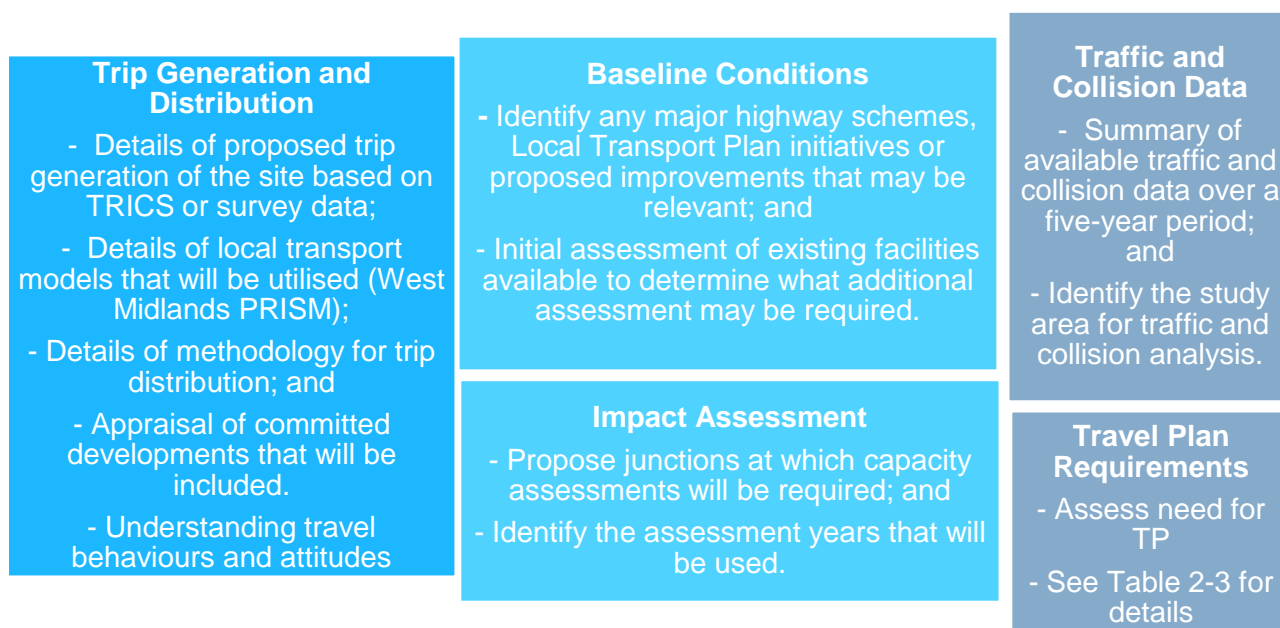 Trip Generation and
Distribution
- Details of proposed trip
generation of the site based on
TRICS or survey data;
- Details of local transport
models that will be utilised (West
Midlands PRISM);
- Details of methodology for trip
distribution; and
- Appraisal of committed
developments that will be
included.
- Understanding travel
behaviours and attitudes
Baseline Conditions
- Identify any major highway schemes,
Local Transport Plan initiatives or
proposed improvements that may be
relevant; and
- Initial assessment of existing facilities
available to determine what additional
assessment may be required.
Impact Assessment
- Propose junctions at which capacity
assessments will be required; and
- Identify the assessment years that will
be used.
Traffic and
Collision Data
- Summary of
available traffic and
collision data over a
five-year period;
and
- Identify the study
area for traffic and
collision analysis.
Travel Plan
Requirements
- Assess need for
TP
- See Table 2-3 for
details